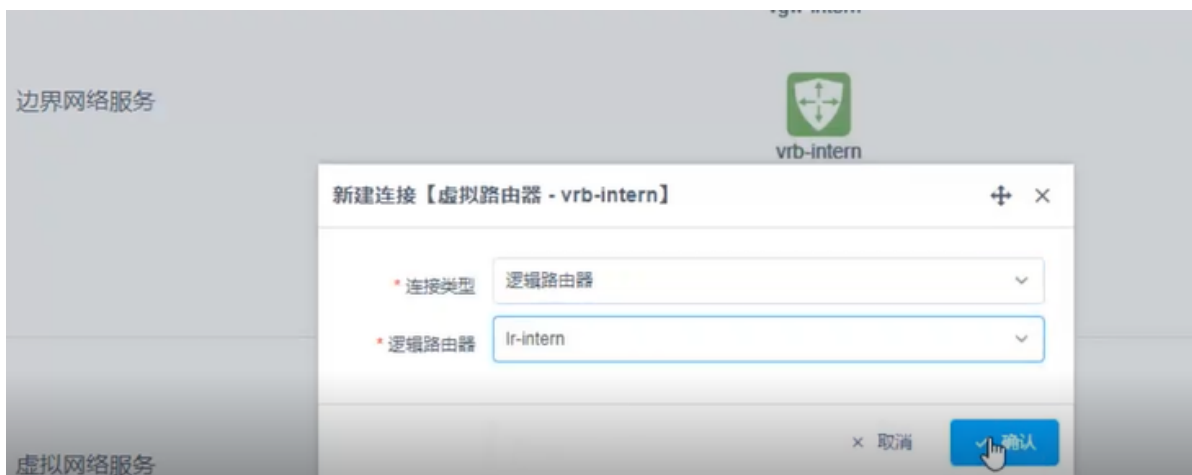 边界网络服务
vrb-intern
新建连接【虚拟路由器 - vrb-intern】
* 连接类型 逻辑路由器
* 逻辑路由器 lr-intern
× 取消 ✓ 确认
虚拟网络服务